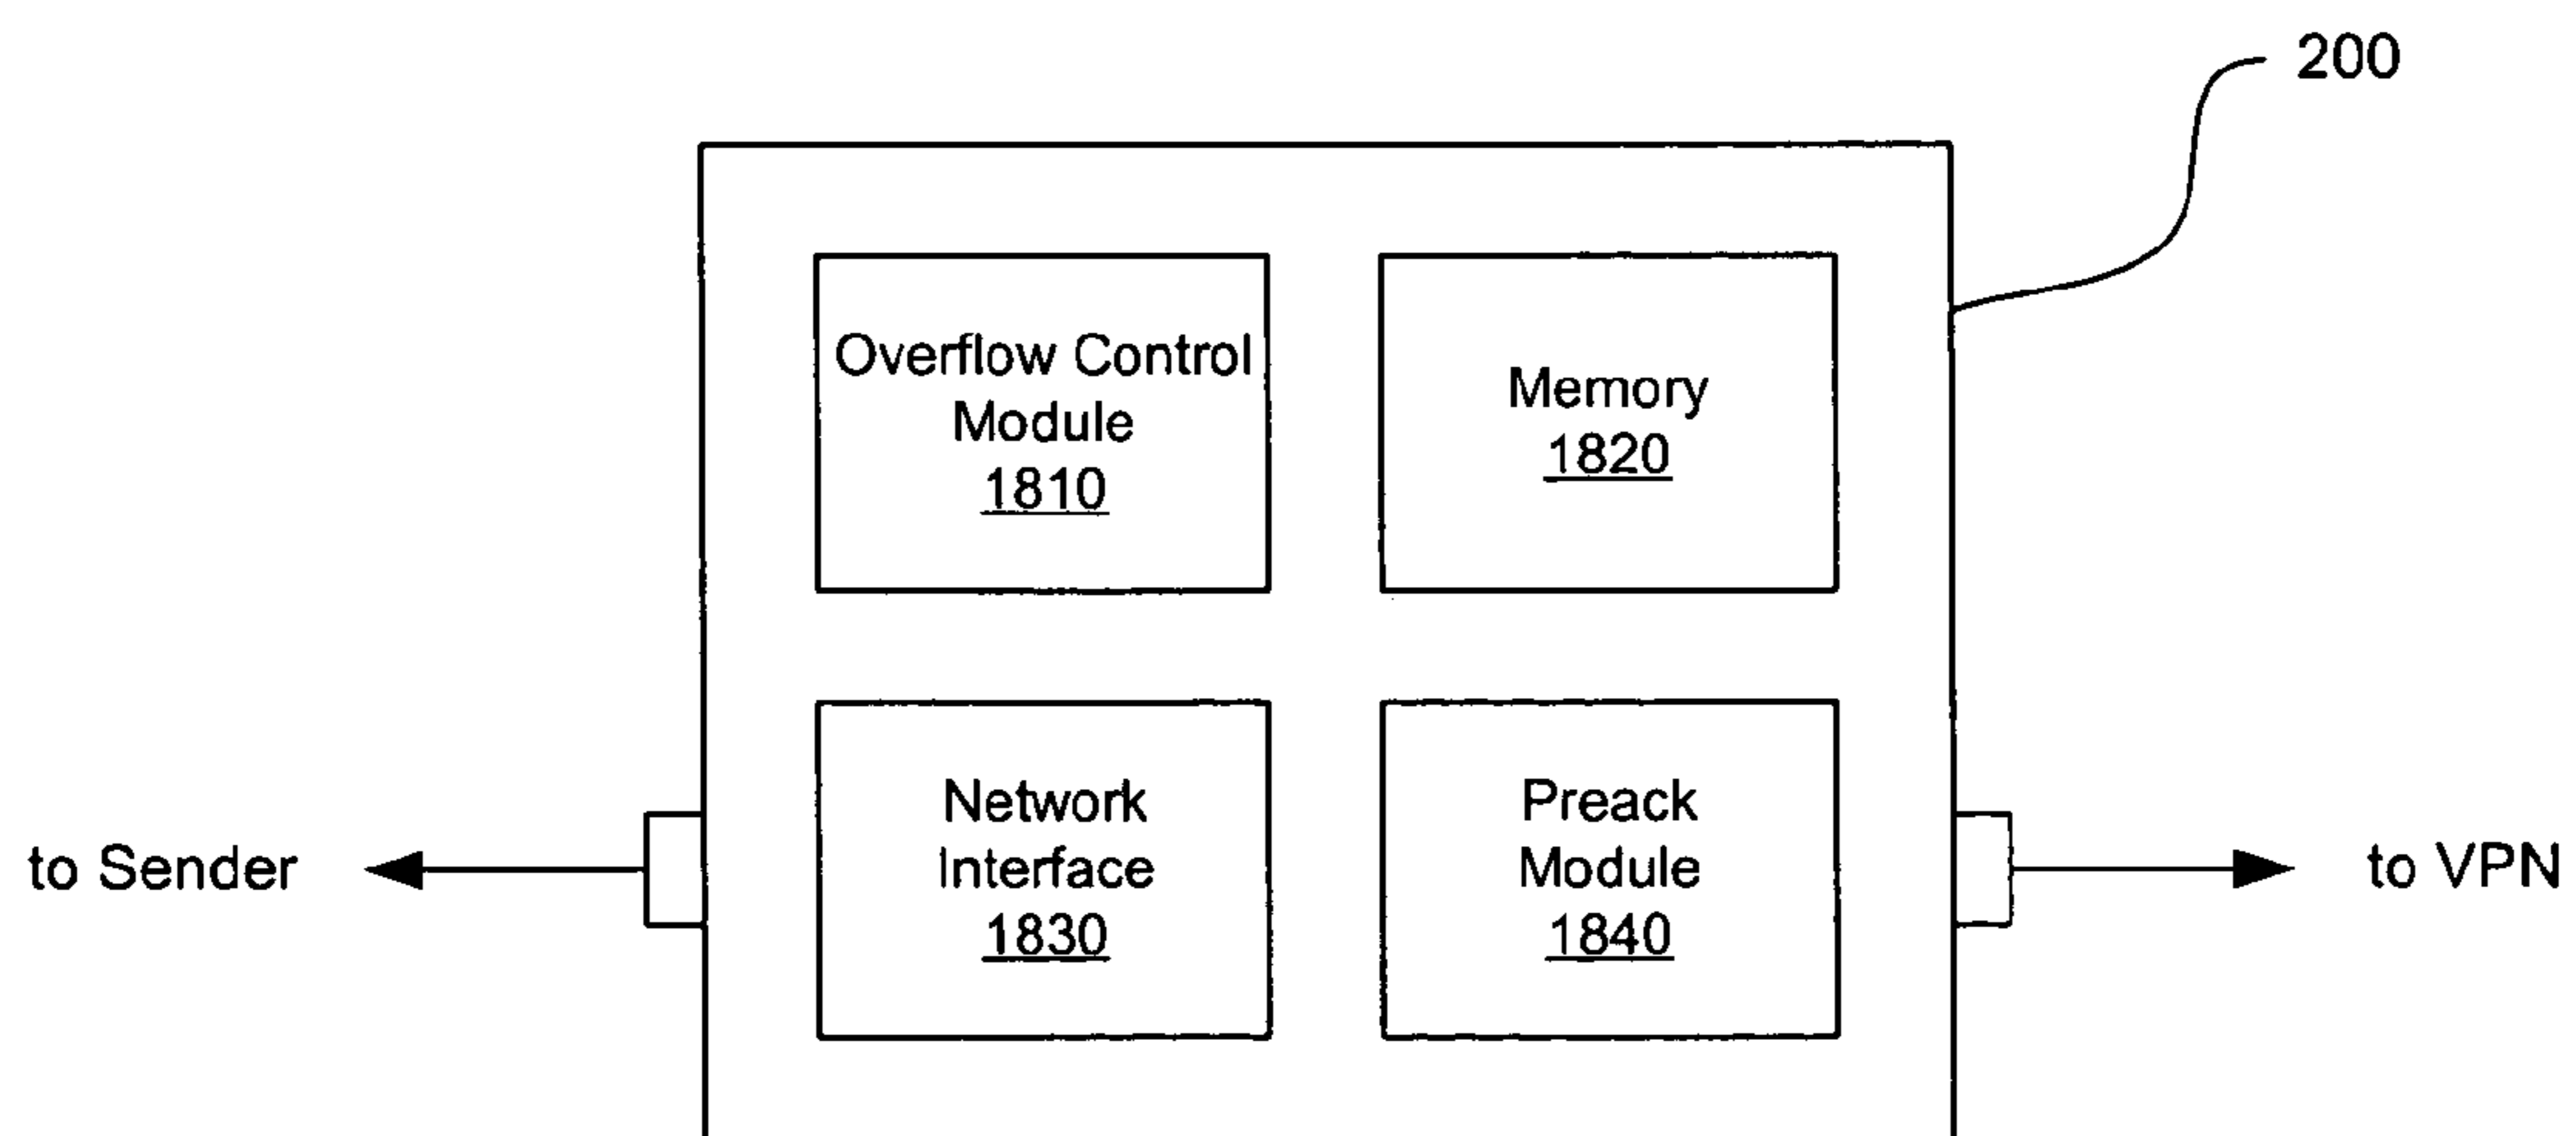 200
Overflow Control
Module
1810
Memory
1820
Network
Interface
1830
Preack
Module
1840
to Sender
to VPN